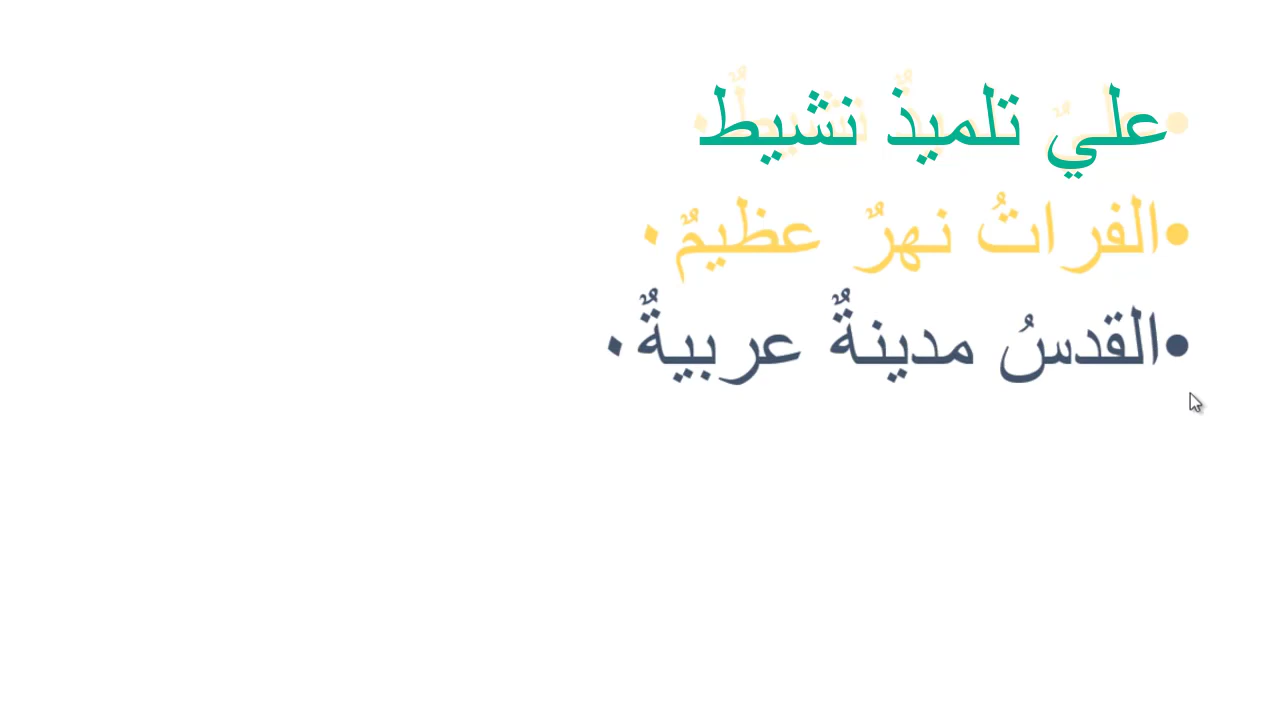 •عليّ تلميذٌ نشيطٌ.
•الفراتُ نهرٌ عظيمٌ.
•القدسُ مدينةٌ عربيةٌ.